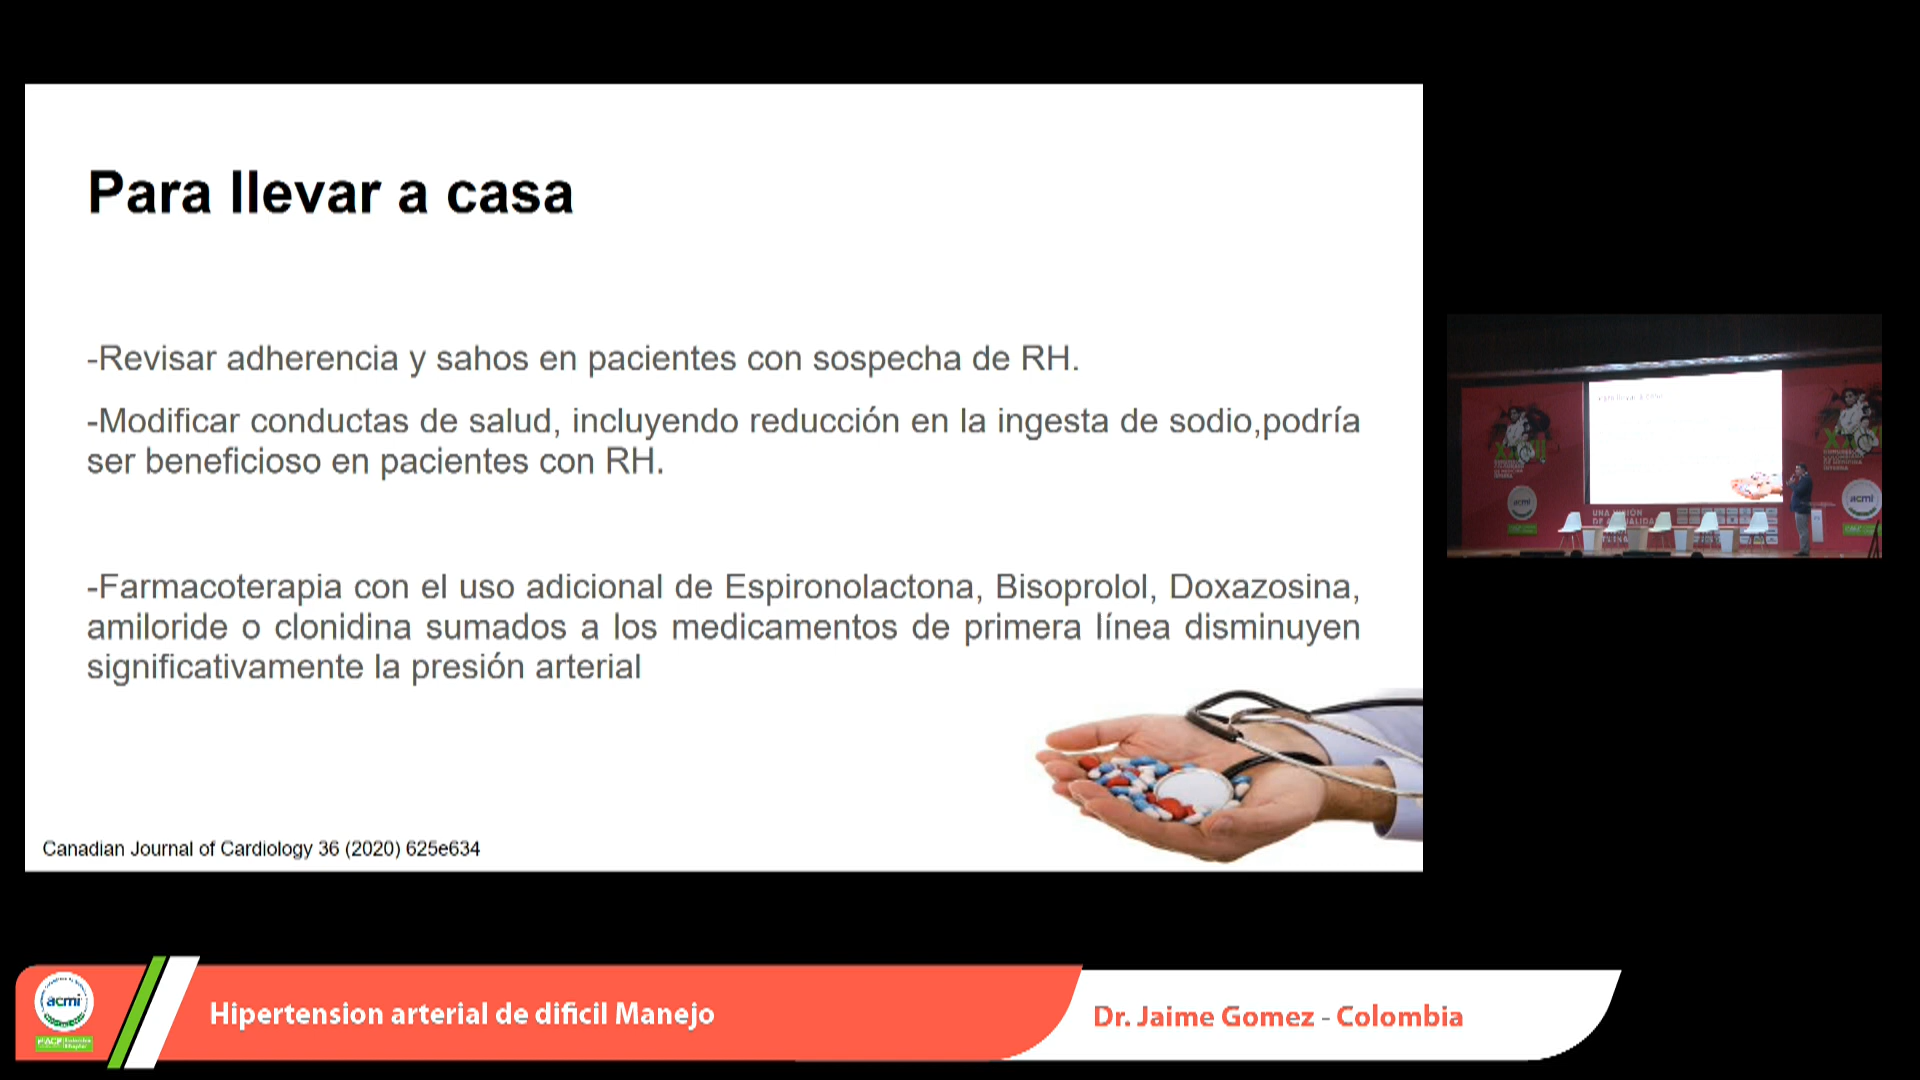 Para llevar a casa
-Revisar adherencia y sahos en pacientes con sospecha de RH.
-Modificar conductas de salud, incluyendo reducción en la ingesta de sodio,podría
ser beneficioso en pacientes con RH.
-Farmacoterapia con el uso adicional de Espironolactona, Bisoprolol, Doxazosina,
amiloride o clonidina sumados a los medicamentos de primera línea disminuyen
significativamente la presión arterial
Canadian Journal of Cardiology 36 (2020) 625e634
acmi
acmi
acmi
Hipertension arterial de dificil Manejo
Dr. Jaime Gomez - Colombia